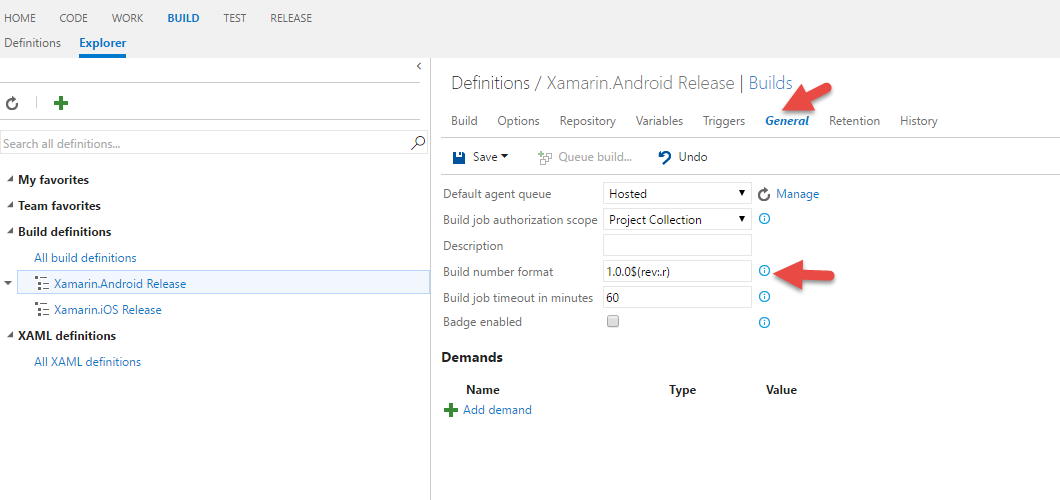 HOME CODE WORK BUILD TEST RELEASE
Definitions Explorer
Definitions / Xamarin.Android Release | Builds
Build Options Repository Variables Triggers General Retention History
Save Queue build... Undo
Search all definitions...
My favorites
Team favorites
Build definitions
All build definitions
Xamarin.Android Release
Xamarin.iOS Release
XAML definitions
All XAML definitions
Default agent queue Hosted Manage
Build job authorization scope Project Collection
Description
Build number format 1.0.0$(rev:.r)
Build job timeout in minutes 60
Badge enabled
Demands
Name Type Value
Add demand